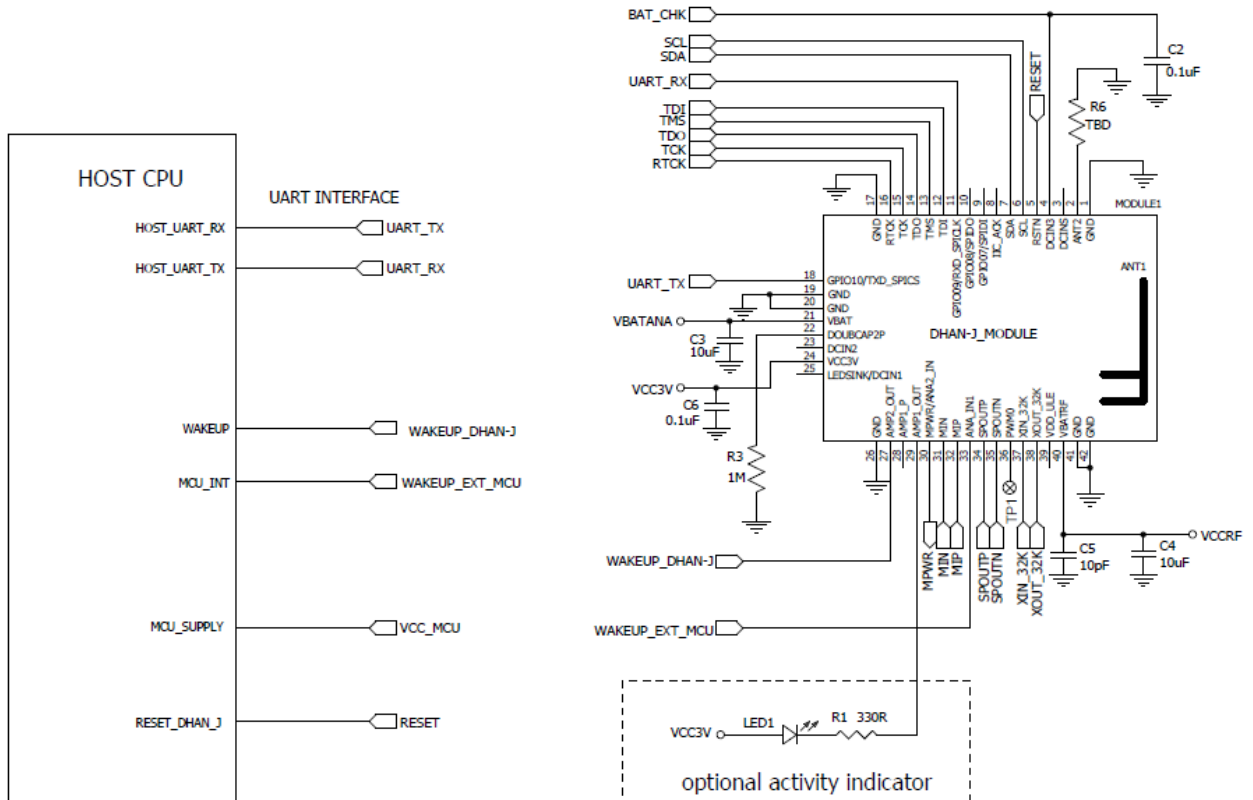 HOST CPU
UART INTERFACE
HOST_UART_RX
UART_TX
HOST_UART_TX
UART_RX
WAKEUP
WAKEUP_DHAN-J
MCU_INT
WAKEUP_EXT_MCU
MCU_SUPPLY
VCC_MCU
RESET_DHAN_J
RESET
BAT_CHK
SCL
SDA
UART_RX
TDI
TMS
TDO
TCK
RTCK
C2
0.1uF
RESET
R6
TBD
MODULE1
17 16 15 14 13 12 11 10 9 8 7 6 5 4 3 2 1
GND
RTCK
TCK
TDO
TMS
TDI
GPIO09/RXD_SPICLK
GPIO08/SPIDO
GPIO07/SPIDI
IIC_ACK
SDA
SCL
RSTN
DCIN3
DCINS
ANT2
GND
ANT1
UART_TX
18 GPIO10/TXD_SPICS
19 GND
20 GND
VBATANA
21 VBAT
22 DOUBCAP2P
23 DCIN2
24 VCC3V
25 LEDSINK/DCIN1
DHAN-J_MODULE
C3
10uF
VCC3V
C6
0.1uF
R3
1M
GND
AMP2_OUT
AMP1_P
AMP1_OUT
MPWR/ANA2_IN
MIN
MIP
ANA_IN1
SPOUTP
SPOUTN
PWM0
XIN_32K
XOUT_32K
VDD_ULE
VBATRF
GND
GND
26 27 28 29 30 31 32 33 34 35 36 37 38 39 40 41 42
TP1
MPWR
MIN
MIP
SPOUTP
SPOUTN
XIN_32K
XOUT_32K
VCCRF
C5
10pF
C4
10uF
WAKEUP_DHAN-J
WAKEUP_EXT_MCU
VCC3V
LED1
R1 330R
optional activity indicator